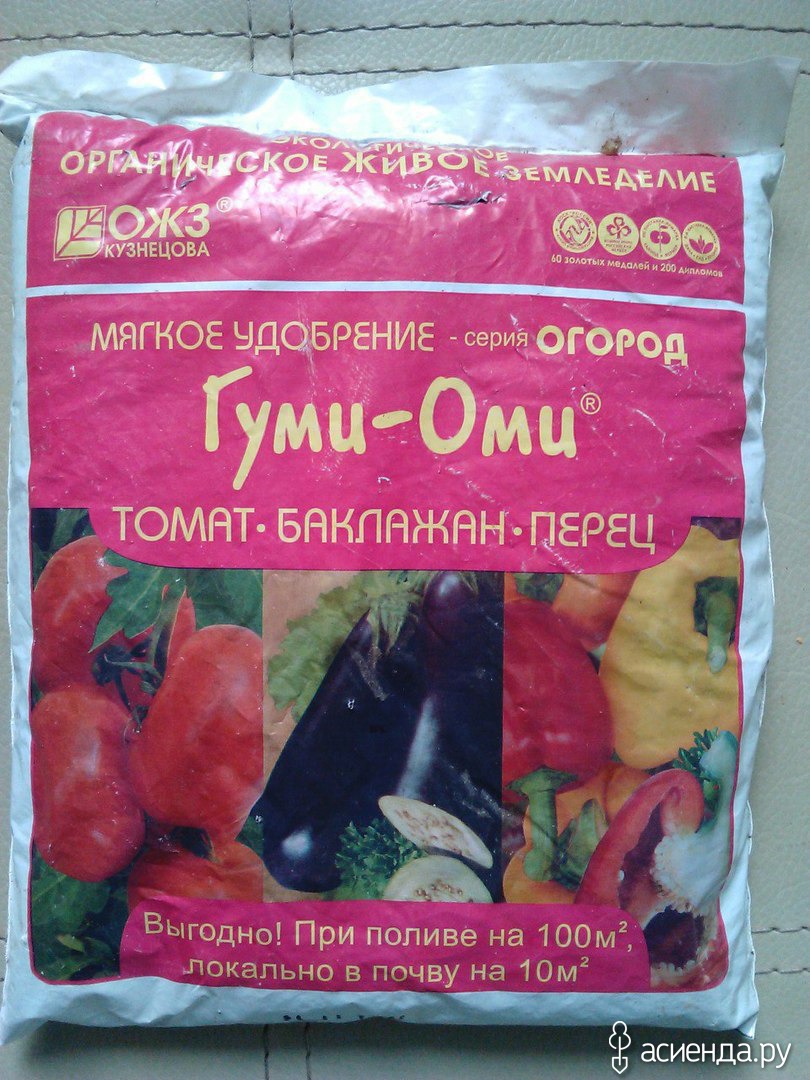 ЭКОЛОГИЧЕСКОЕ
ОРГАНИЧЕСКОЕ ЖИВОЕ ЗЕМЛЕДЕЛИЕ
ОЖЗ®
КУЗНЕЦОВА
60 золотых медалей и 200 дипломов
МЯГКОЕ УДОБРЕНИЕ - серия ОГОРОД
Гуми-Оми®
ТОМАТ • БАКЛАЖАН • ПЕРЕЦ
Выгодно! При поливе на 100м²,
локально в почву на 10м²
асиенда.ру